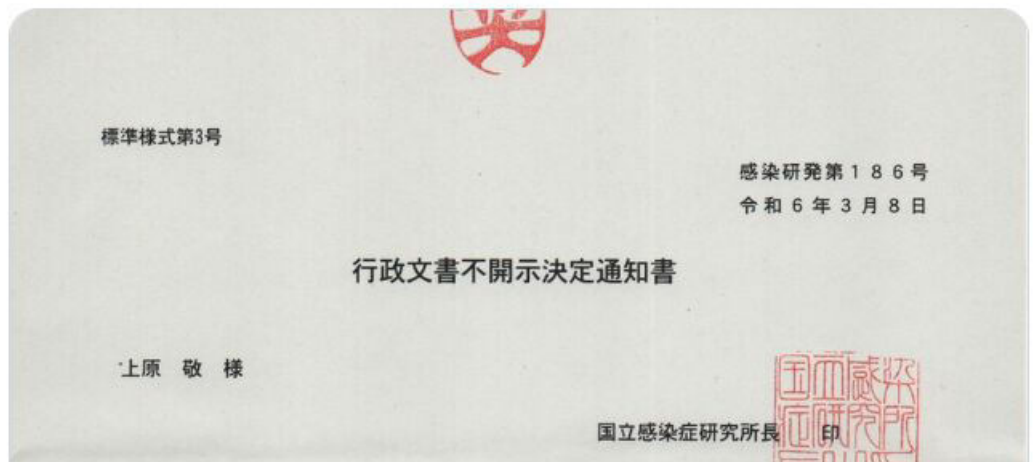 標準様式第3号
感染研発第186号
令和6年3月8日
行政文書不開示決定通知書
上原 敬 様
国立感染症研究所長 印